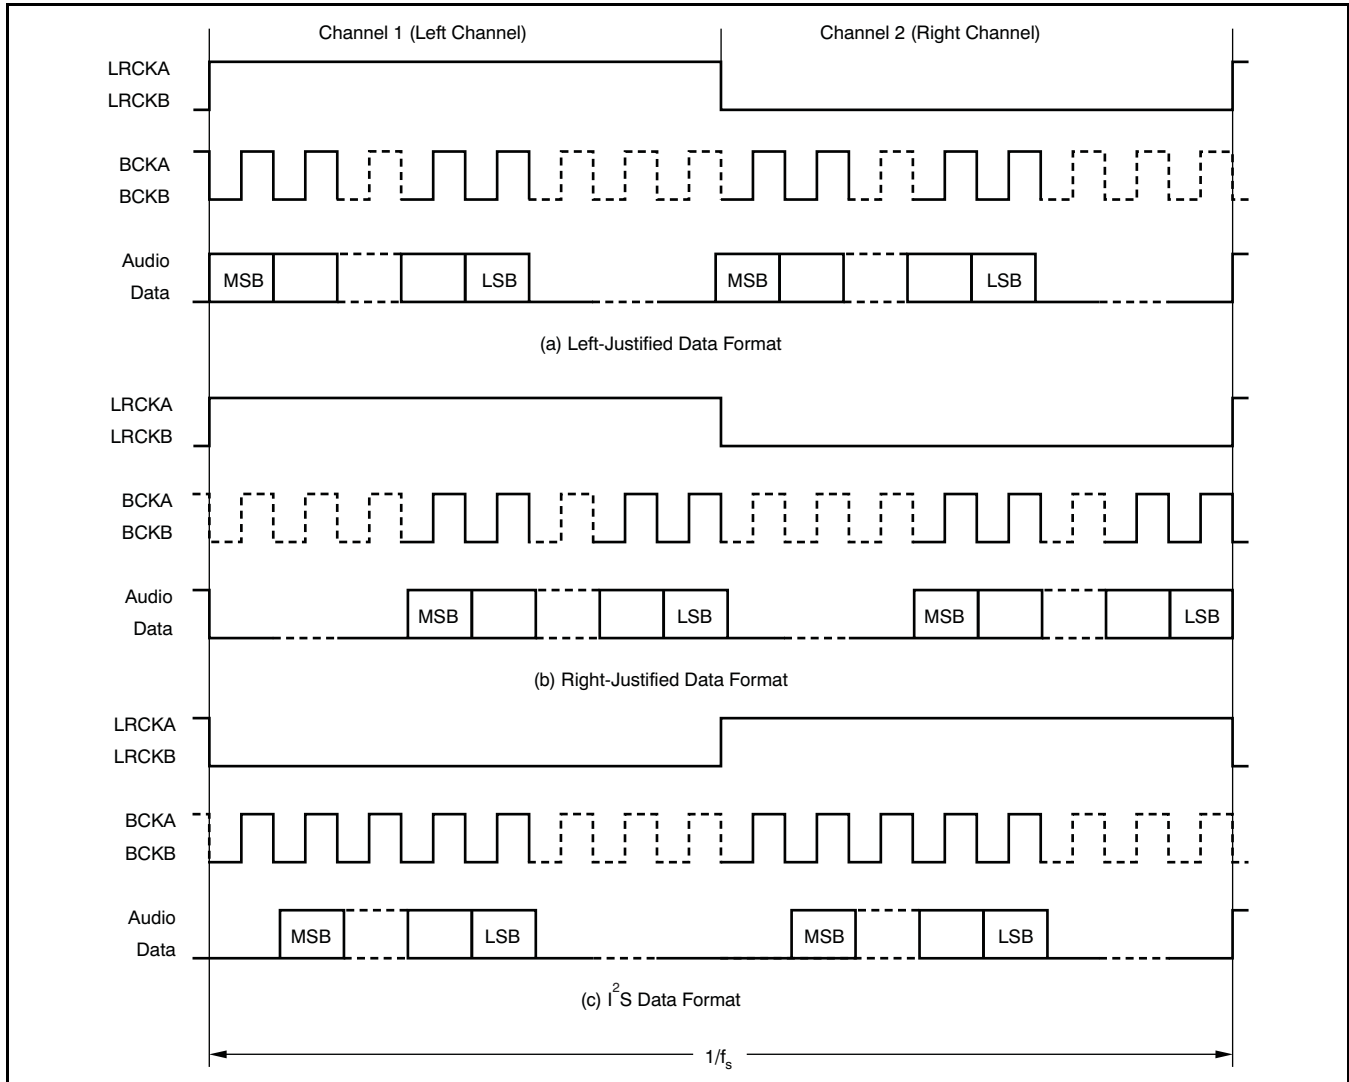 Channel 1 (Left Channel) Channel 2 (Right Channel)
LRCKA
LRCKB
BCKA
BCKB
Audio
Data
MSB LSB MSB LSB
(a) Left-Justified Data Format
LRCKA
LRCKB
BCKA
BCKB
Audio
Data
MSB LSB MSB LSB
(b) Right-Justified Data Format
LRCKA
LRCKB
BCKA
BCKB
Audio
Data
MSB LSB MSB LSB
(c) I²S Data Format
1/fₛ